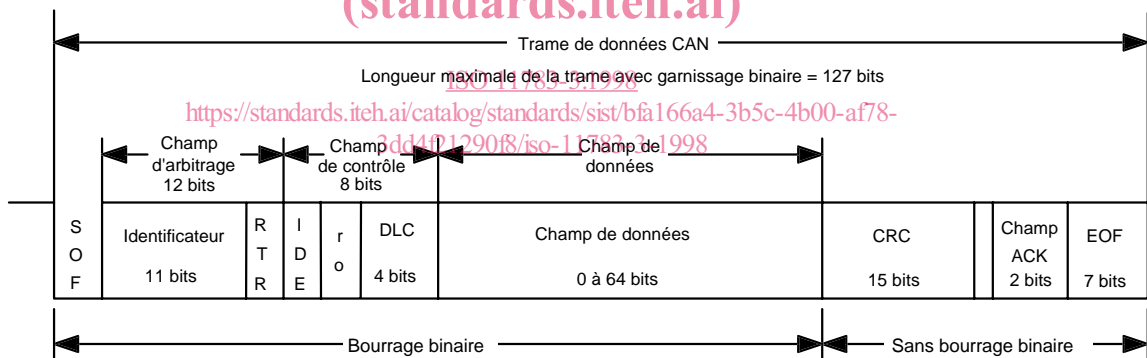 (standards.iteh.ai)
Trame de données CAN
Longueur maximale de la trame avec garnissage binaire = 127 bits
ISO 11783-3:1998
https://standards.iteh.ai/catalog/standards/sist/bfa166a4-3b5c-4b00-af78-
3dd4f21290f8/iso-11783-3-1998
Champ
d'arbitrage
12 bits
Champ
de contrôle
8 bits
Champ de
données
S
O
F
Identificateur
11 bits
R
T
R
I
D
E
r
o
DLC
4 bits
Champ de données
0 à 64 bits
CRC
15 bits
Champ
ACK
2 bits
EOF
7 bits
Bourrage binaire
Sans bourrage binaire